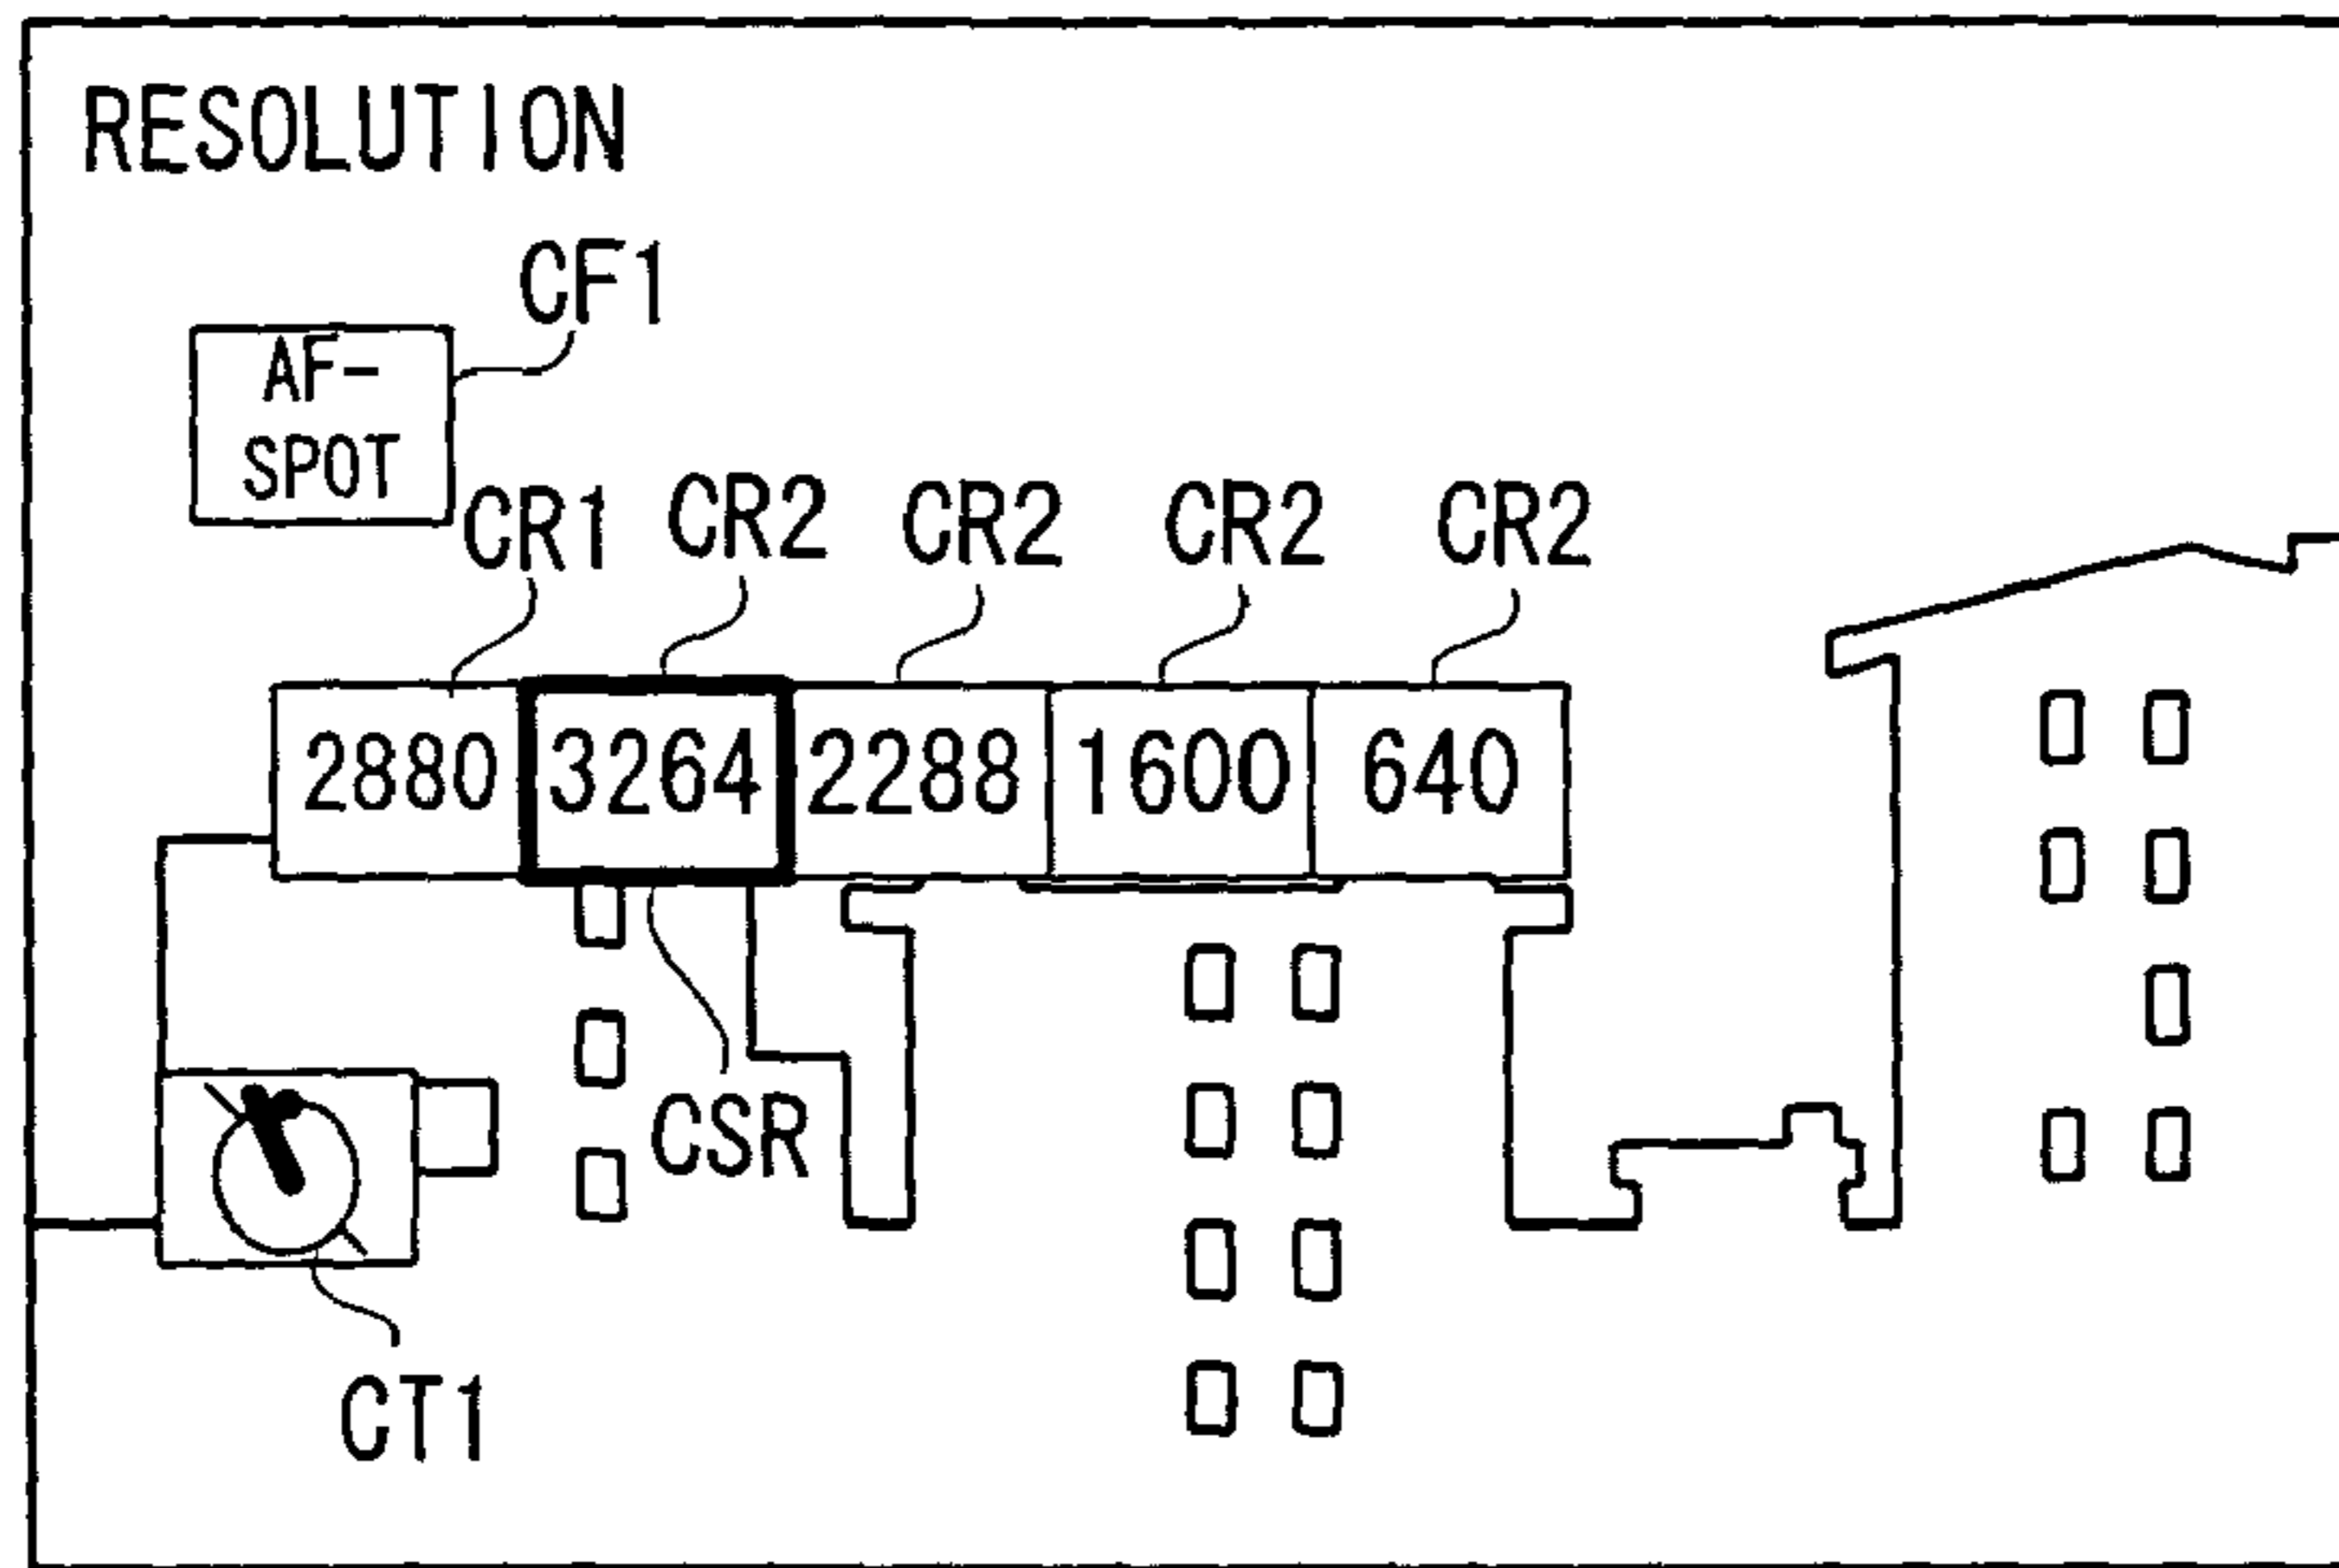 RESOLUTION
CF1
AF-
SPOT
CR1 CR2 CR2 CR2 CR2
2880 3264 2288 1600 640
CSR
CT1